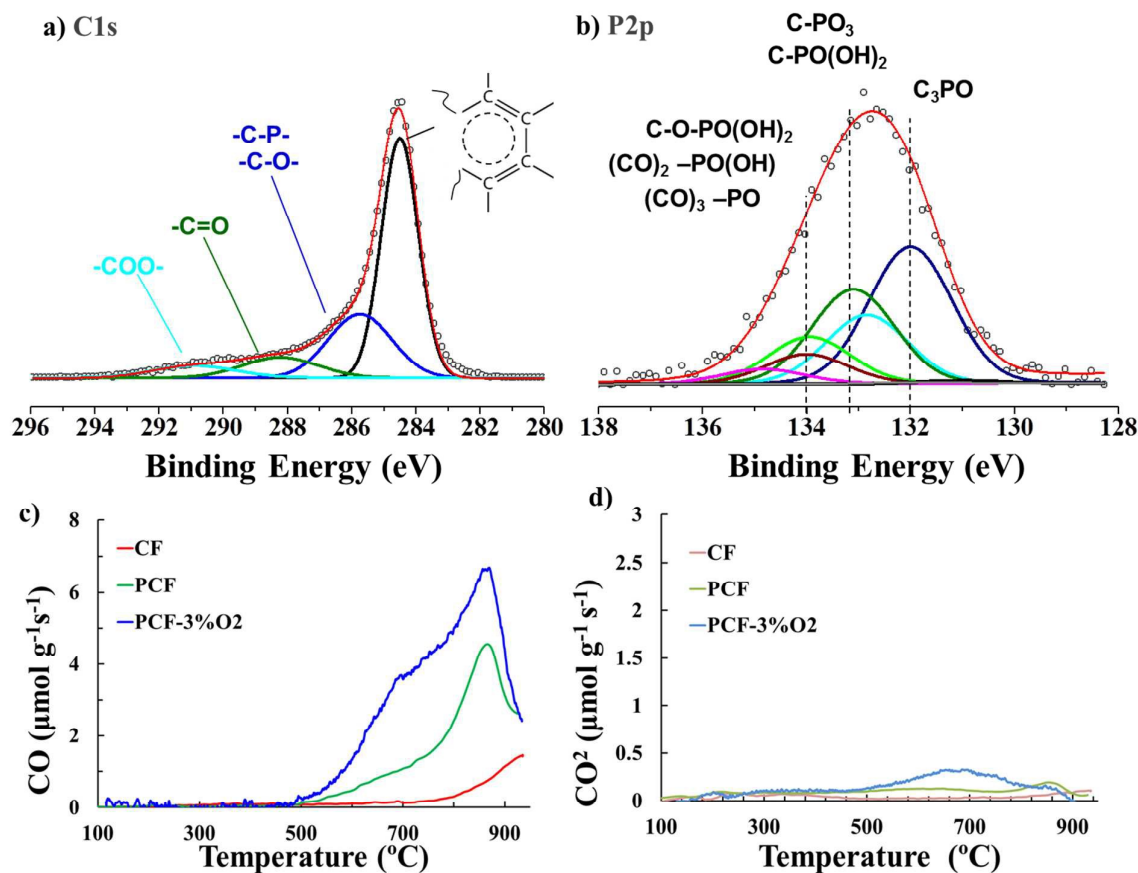 a) C1s
-C-P-
-C-O-
-C=O
-COO-
C
C
C
C
296 294 292 290 288 286 284 282 280
Binding Energy (eV)
b) P2p
C-PO₃
C-PO(OH)₂
C₃PO
C-O-PO(OH)₂
(CO)₂ –PO(OH)
(CO)₃ –PO
138 136 134 132 130 128
Binding Energy (eV)
c)
CO (µmol g⁻¹ s⁻¹)
8
6
4
2
0
CF
PCF
PCF-3%O2
100 300 500 700 900
Temperature (ºC)
d)
CO² (µmol g⁻¹ s⁻¹)
3
2.5
2
1.5
1
0.5
0
CF
PCF
PCF-3%O2
100 300 500 700 900
Temperature (ºC)